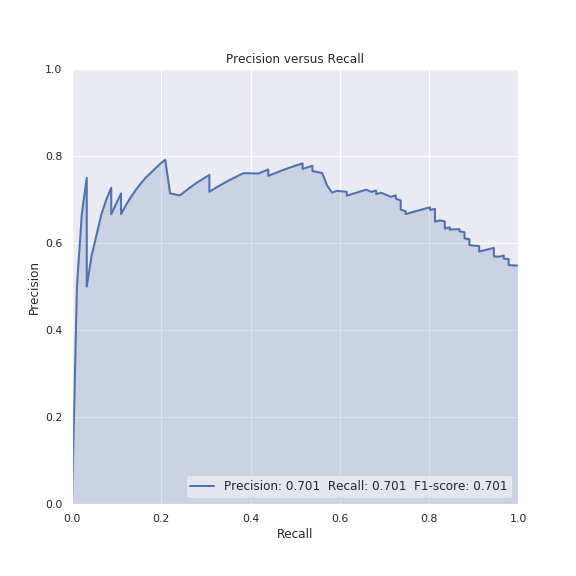 Precision versus Recall
1.0
0.8
0.6
0.4
0.2
0.0
Precision
Precision: 0.701  Recall: 0.701  F1-score: 0.701
0.0 0.2 0.4 0.6 0.8 1.0
Recall